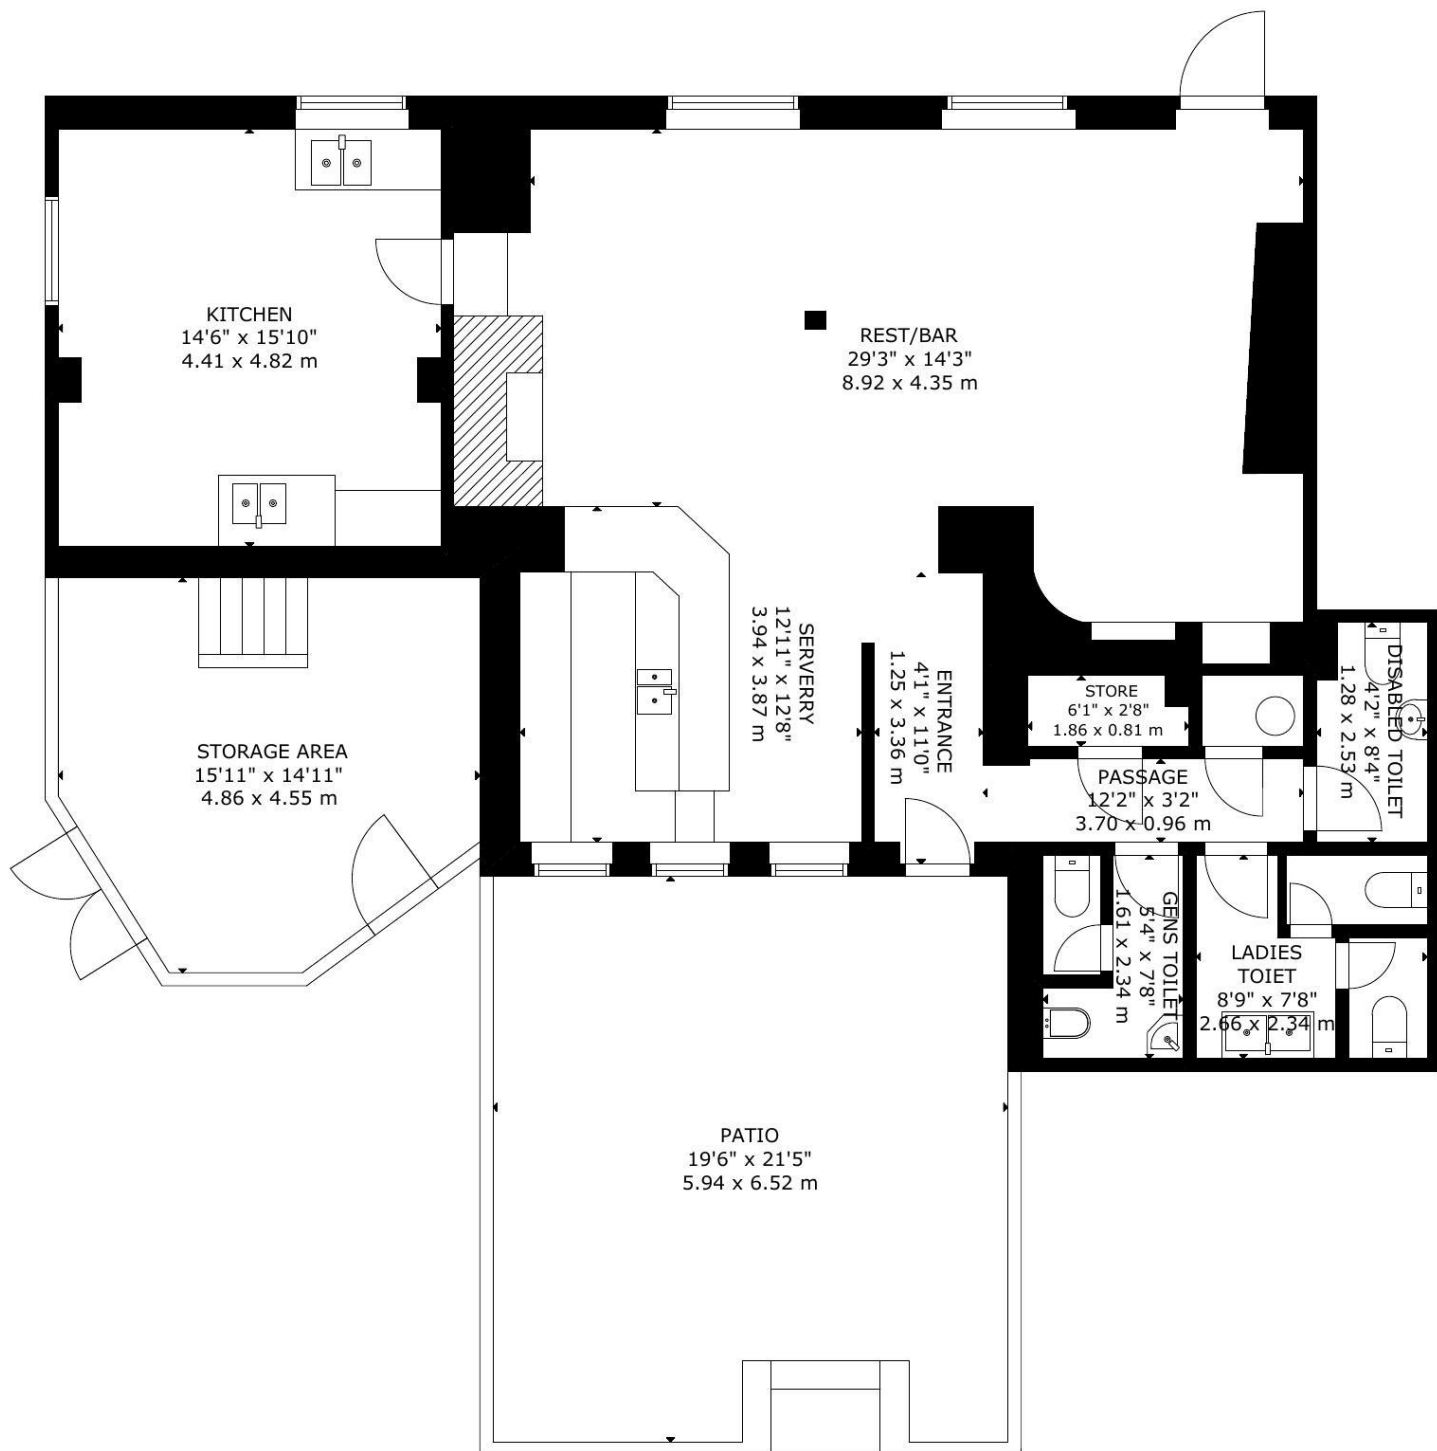 KITCHEN
14'6" x 15'10"
4.41 x 4.82 m
REST/BAR
29'3" x 14'3"
8.92 x 4.35 m
SERVERRY
12'11" x 12'8"
3.94 x 3.87 m
ENTRANCE
4'1" x 11'0"
1.25 x 3.36 m
STORE
6'1" x 2'8"
1.86 x 0.81 m
DISABLED TOILET
4'2" x 8'4"
1.28 x 2.53 m
STORAGE AREA
15'11" x 14'11"
4.86 x 4.55 m
PASSAGE
12'2" x 3'2"
3.70 x 0.96 m
GENS TOILET
5'4" x 7'8"
1.61 x 2.34 m
LADIES
TOIET
8'9" x 7'8"
2.66 x 2.34 m
PATIO
19'6" x 21'5"
5.94 x 6.52 m